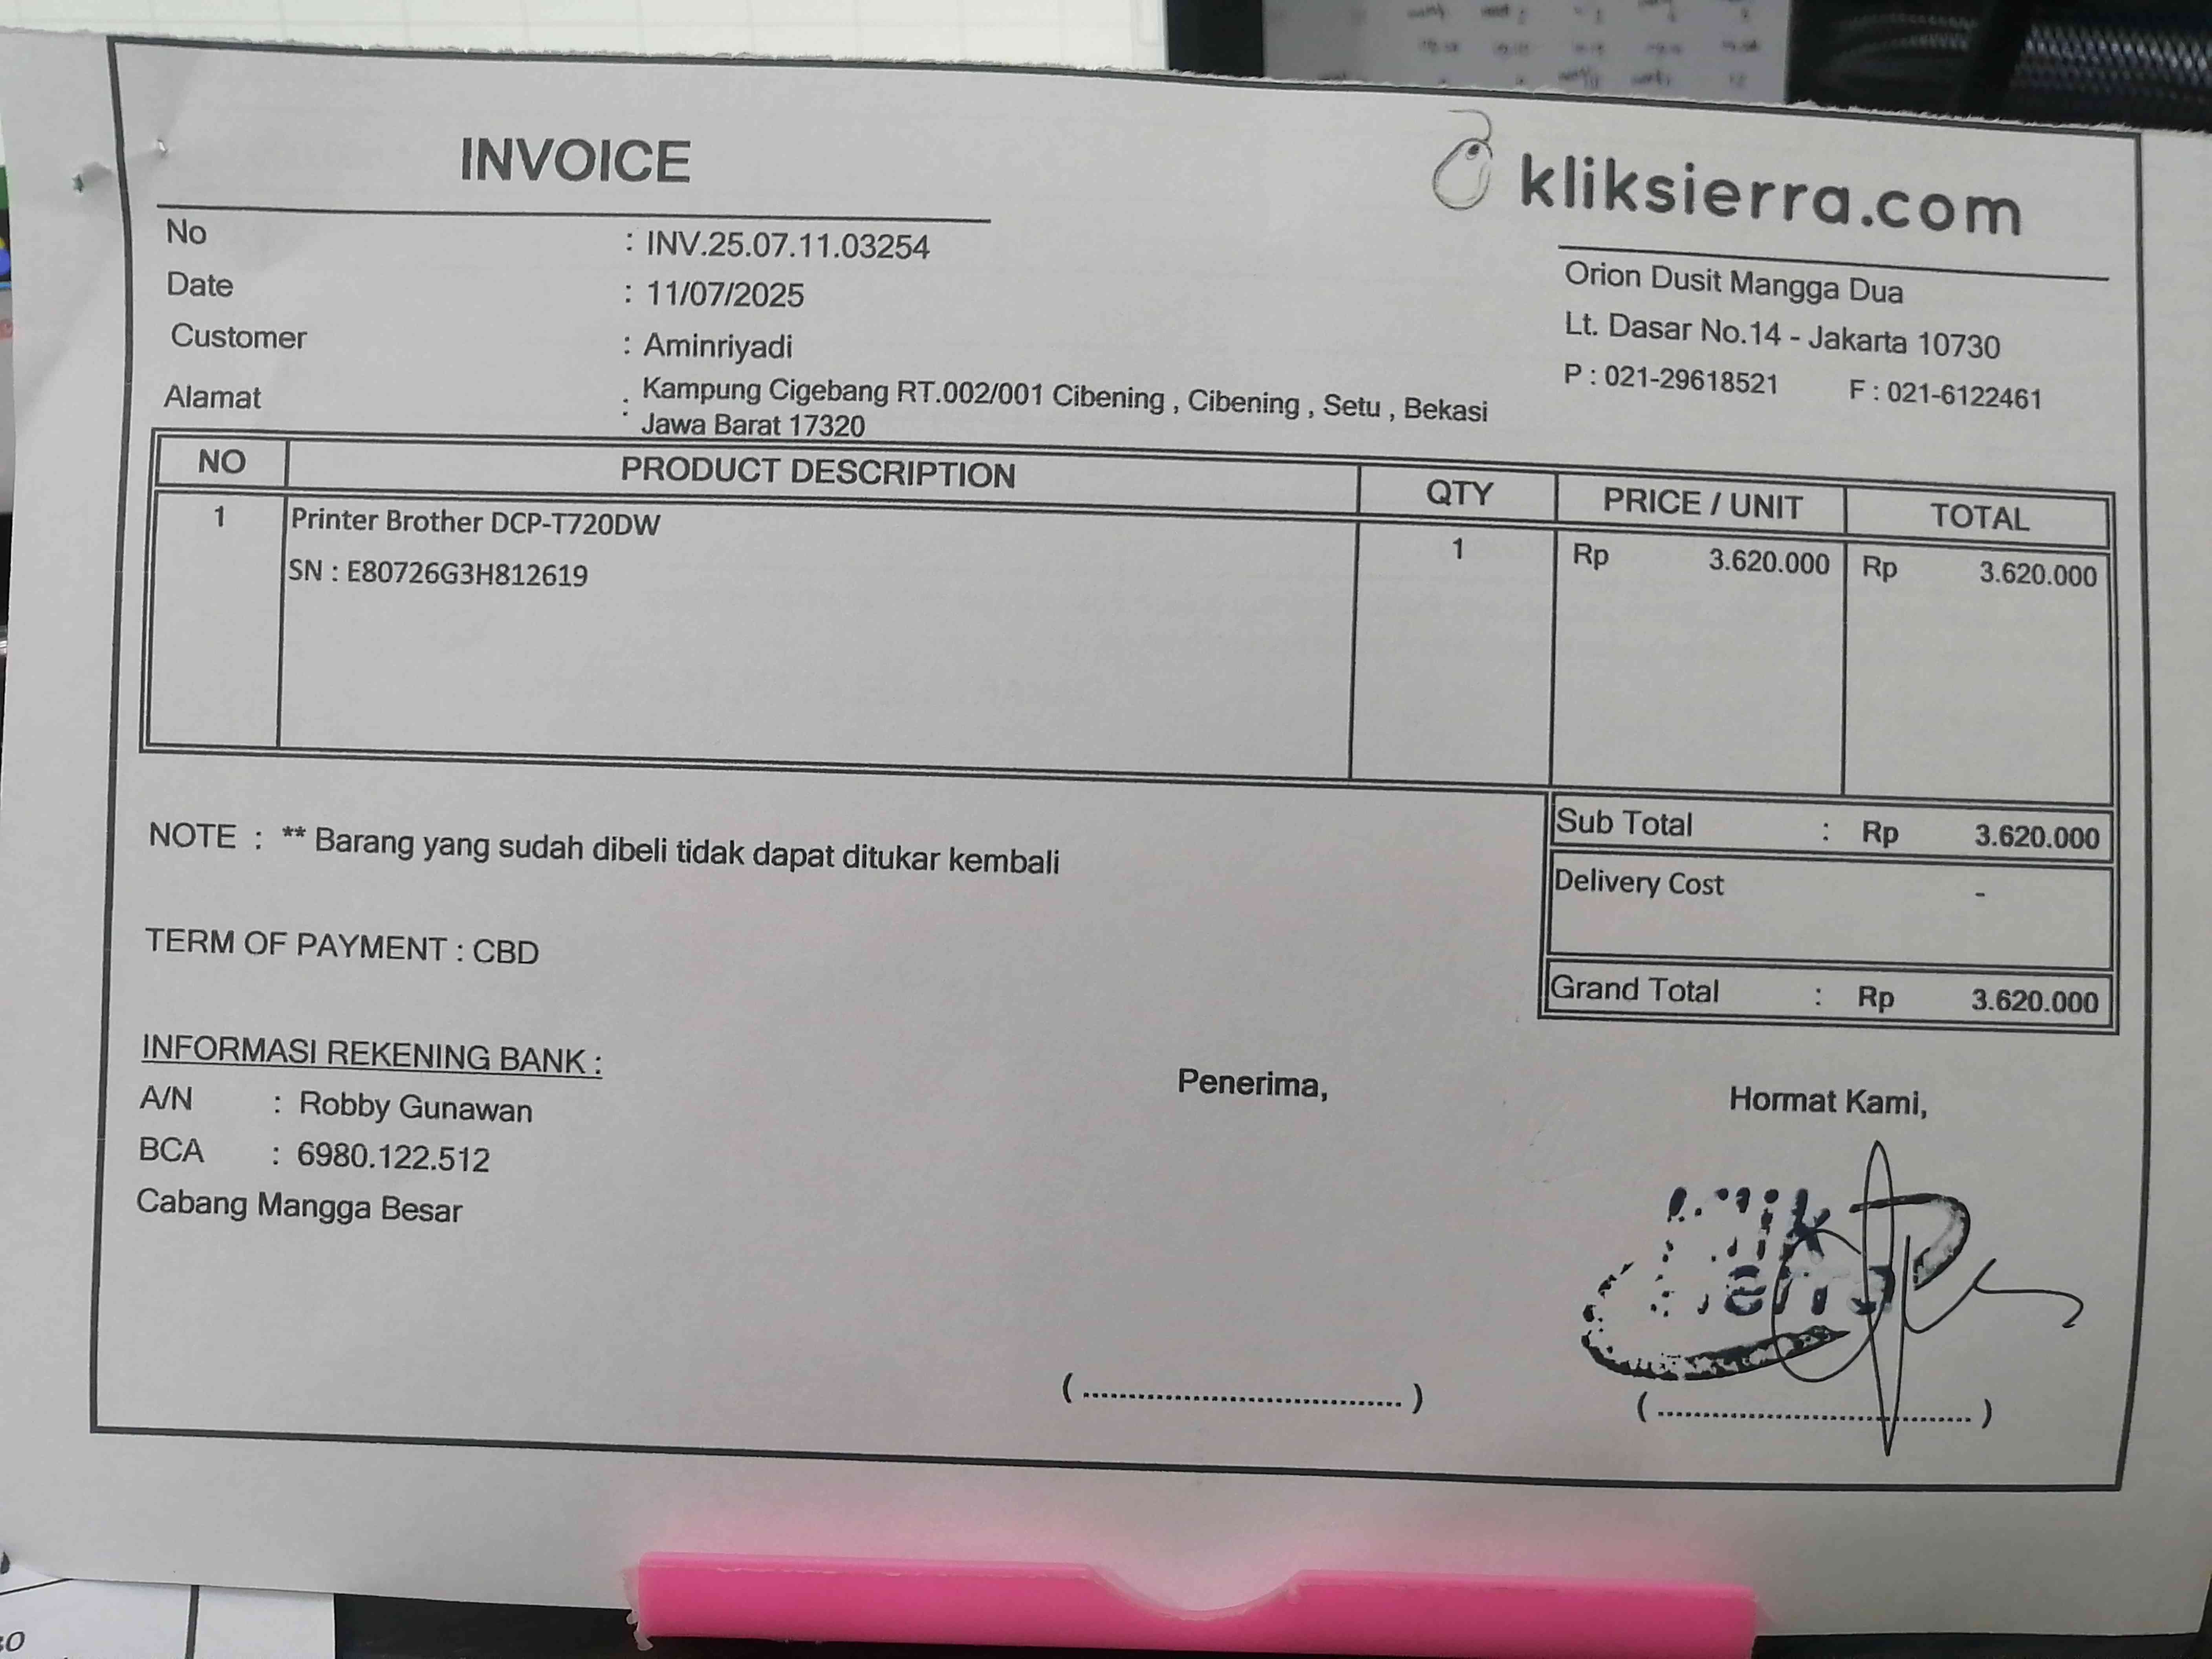 INVOICE
kliksierra.com
No : INV.25.07.11.03254
Date : 11/07/2025
Customer : Aminriyadi
Alamat : Kampung Cigebang RT.002/001 Cibening , Cibening , Setu , Bekasi
Jawa Barat 17320
Orion Dusit Mangga Dua
Lt. Dasar No.14 - Jakarta 10730
P : 021-29618521 F : 021-6122461
NO PRODUCT DESCRIPTION QTY PRICE / UNIT TOTAL
1 Printer Brother DCP-T720DW 1 Rp 3.620.000 Rp 3.620.000
SN : E80726G3H812619
Sub Total : Rp 3.620.000
Delivery Cost -
Grand Total : Rp 3.620.000
NOTE : ** Barang yang sudah dibeli tidak dapat ditukar kembali
TERM OF PAYMENT : CBD
INFORMASI REKENING BANK :
A/N : Robby Gunawan
BCA : 6980.122.512
Cabang Mangga Besar
Penerima,
Hormat Kami,
( ........................................ )
( ........................................ )